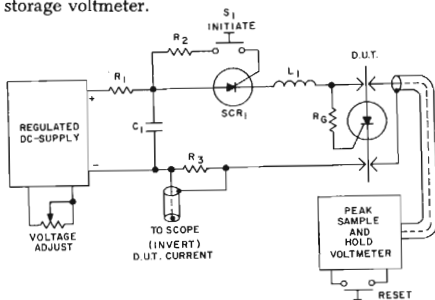 storage voltmeter.
S1
INITIATE
R2
D.U.T.
R1
L1
+
SCR1
REGULATED
DC-SUPPLY
C1
RG
−
R3
VOLTAGE
ADJUST
TO SCOPE
(INVERT)
D.U.T. CURRENT
PEAK
SAMPLE
AND
HOLD
VOLTMETER
RESET